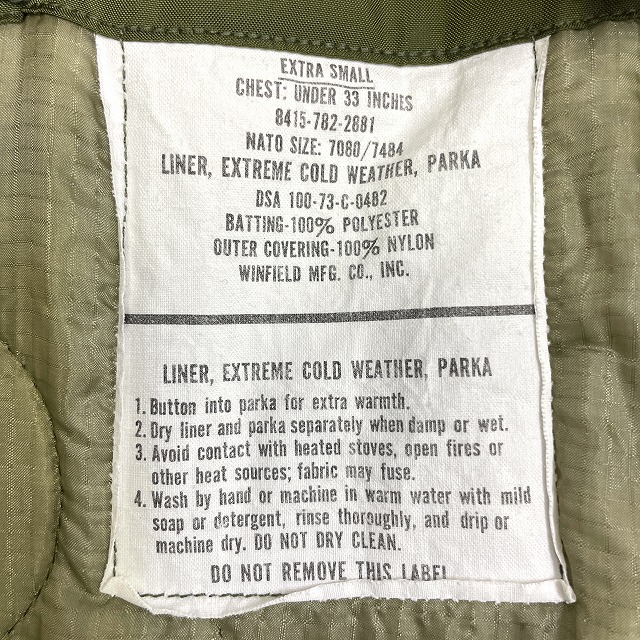 EXTRA SMALL
CHEST: UNDER 33 INCHES
8415-782-2881
NATO SIZE: 7080/7484
LINER, EXTREME COLD WEATHER, PARKA
DSA 100-73-C-0482
BATTING-100% POLYESTER
OUTER COVERING-100% NYLON
WINFIELD MFG. CO., INC.
LINER, EXTREME COLD WEATHER, PARKA
1. Button into parka for extra warmth.
2. Dry liner and parka separately when damp or wet.
3. Avoid contact with heated stoves, open fires or
other heat sources; fabric may fuse.
4. Wash by hand or machine in warm water with mild
soap or detergent, rinse thoroughly, and drip or
machine dry. DO NOT DRY CLEAN.
DO NOT REMOVE THIS LABEL